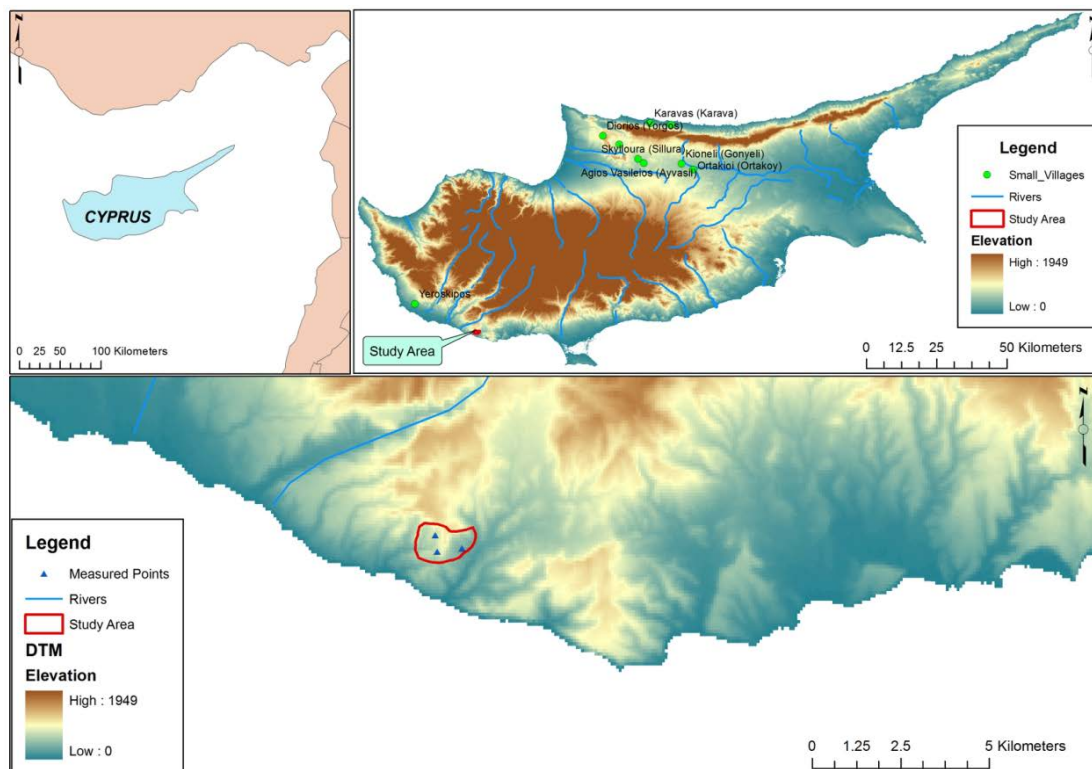 N
CYPRUS
0 25 50 100 Kilometers
N
Karavas (Karava)
Diorios (Yorgos)
Skylloura (Sillura)
Kioneli (Gonyeli)
Ortakioi (Ortakoy)
Agios Vasileios (Ayvasil)
Yeroskipos
Study Area
Legend
Small_Villages
Rivers
Study Area
Elevation
High : 1949
Low : 0
0 12.5 25 50 Kilometers
N
Legend
Measured Points
Rivers
Study Area
DTM
Elevation
High : 1949
Low : 0
0 1.25 2.5 5 Kilometers